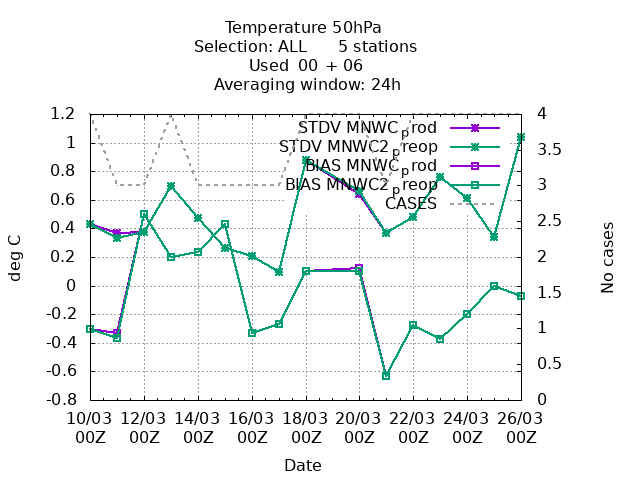 Temperature 50hPa
Selection: ALL 5 stations
Used 00 + 06
Averaging window: 24h
1.2
1
0.8
0.6
0.4
0.2
0
-0.2
-0.4
-0.6
-0.8
deg C
STDV MNWC_prod
STDV MNWC2_preop
BIAS MNWC_prod
BIAS MNWC2_preop
CASES
4
3.5
3
2.5
2
1.5
1
0.5
0
No cases
10/03 12/03 14/03 16/03 18/03 20/03 22/03 24/03 26/03
00Z 00Z 00Z 00Z 00Z 00Z 00Z 00Z 00Z
Date